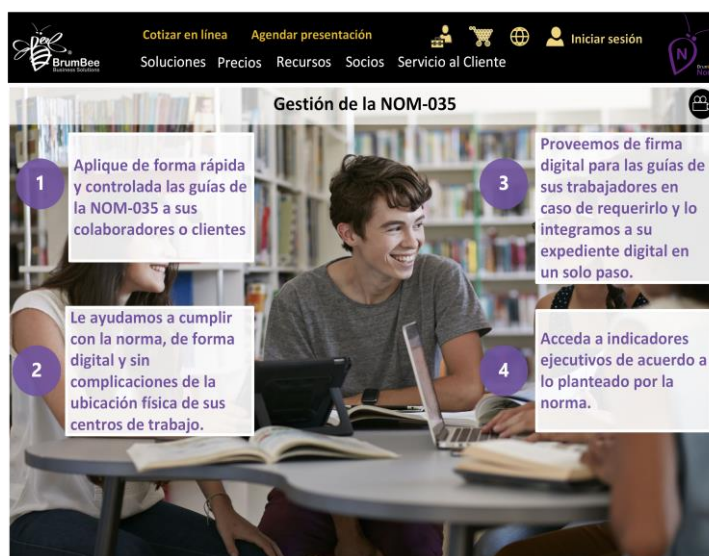 Cotizar en línea Agendar presentación
Iniciar sesión
BrumBee
Business Solutions
Soluciones Precios Recursos Socios Servicio al Cliente
N
Gestión de la NOM-035
1
Aplique de forma rápida
y controlada las guías de
la NOM-035 a sus
colaboradores o clientes
2
Le ayudamos a cumplir
con la norma, de forma
digital y sin
complicaciones de la
ubicación física de sus
centros de trabajo.
3
Proveemos de firma
digital para las guías de
sus trabajadores en
caso de requerirlo y lo
integramos a su
expediente digital en
un solo paso.
4
Acceda a indicadores
ejecutivos de acuerdo a
lo planteado por la
norma.